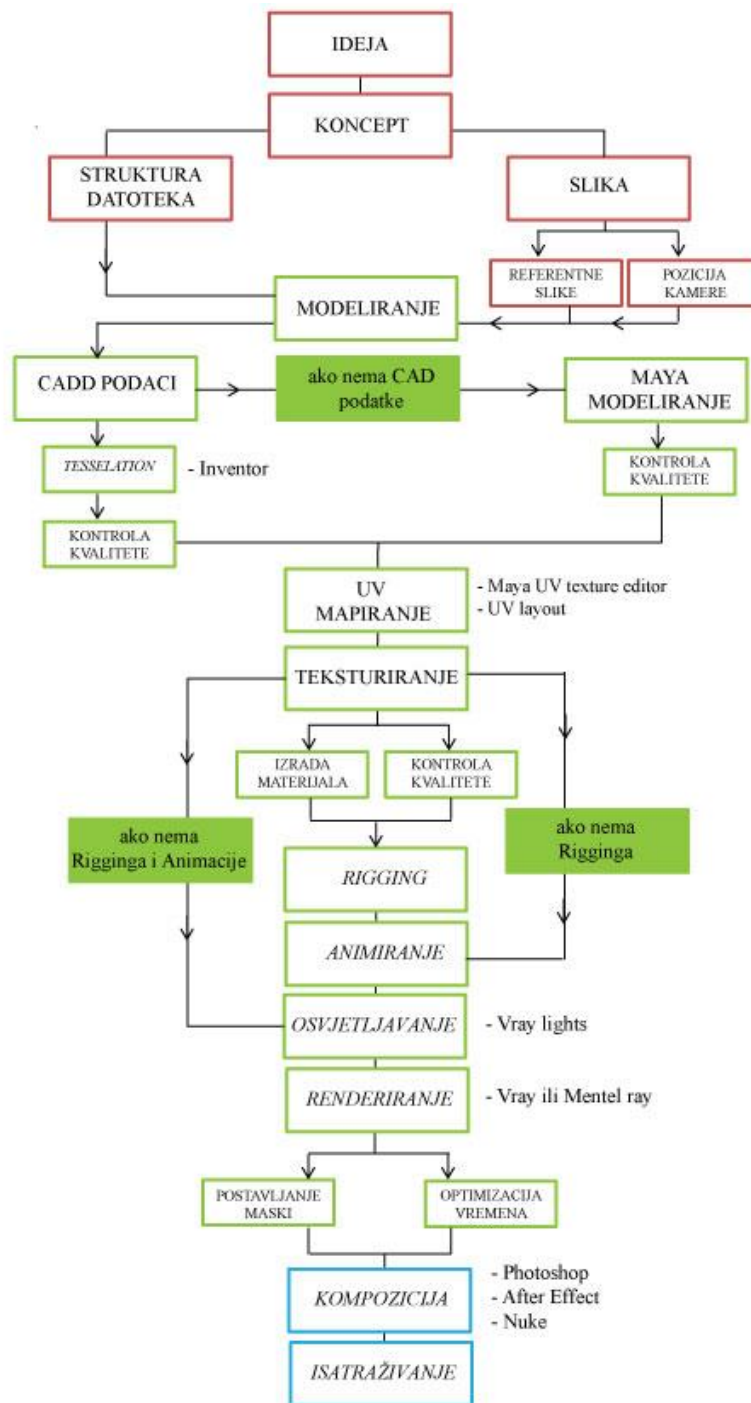 IDEJA
KONCEPT
STRUKTURA
DATOTEKA
SLIKA
REFERENTNE
SLIKE
POZICIJA
KAMERE
MODELIRANJE
CADD PODACI
ako nema CAD
podatke
MAYA
MODELIRANJE
TESSELATION
- Inventor
KONTROLA
KVALITETE
KONTROLA
KVALITETE
UV
MAPIRANJE
- Maya UV texture editor
- UV layout
TEKSTURIRANJE
IZRADA
MATERIJALA
KONTROLA
KVALITETE
ako nema
Rigginga i Animacije
ako nema
Rigginga
RIGGING
ANIMIRANJE
OSVJETLJAVANJE
- Vray lights
RENDERIRANJE
- Vray ili Mentel ray
POSTAVLJANJE
MASKI
OPTIMIZACIJA
VREMENA
KOMPOZICIJA
- Photoshop
- After Effect
- Nuke
ISATRAŽIVANJE